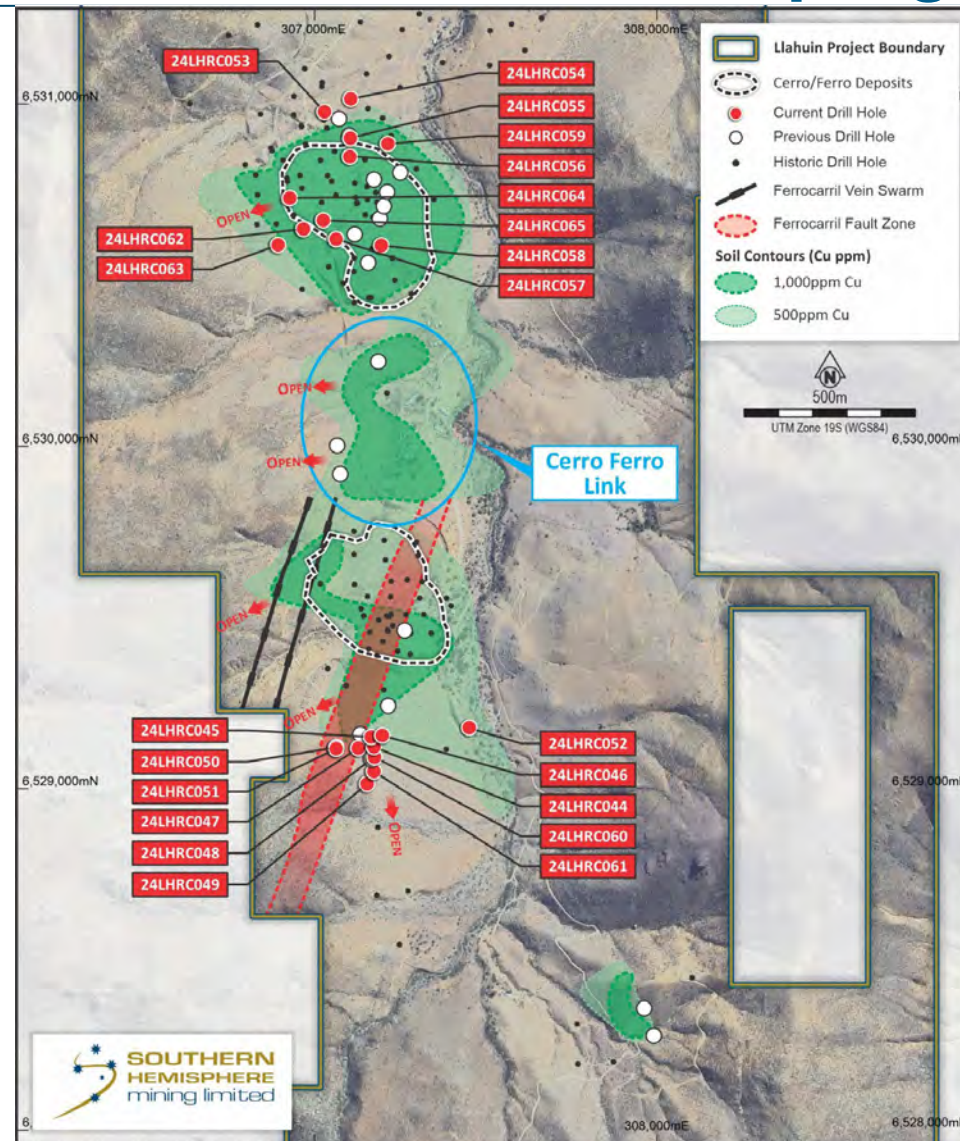 307,000mE
308,000mE
24LHRC053
24LHRC054
6,531,000mN
24LHRC055
24LHRC059
24LHRC056
24LHRC064
OPEN
24LHRC065
24LHRC062
24LHRC058
24LHRC063
24LHRC057
Llahuin Project Boundary
Cerro/Ferro Deposits
Current Drill Hole
Previous Drill Hole
Historic Drill Hole
Ferrocarril Vein Swarm
Ferrocarril Fault Zone
Soil Contours (Cu ppm)
1,000ppm Cu
500ppm Cu
N
500m
UTM Zone 19S (WGS84)
OPEN
6,530,000mN
6,530,000mN
OPEN
Cerro Ferro
Link
OPEN
OPEN
24LHRC045
24LHRC052
24LHRC050
24LHRC046
24LHRC051
6,529,000mN
6,529,000mN
24LHRC044
24LHRC047
24LHRC060
24LHRC048
OPEN
24LHRC061
24LHRC049
SOUTHERN
HEMISPHERE
mining limited
308,000mE
6,528,000mN